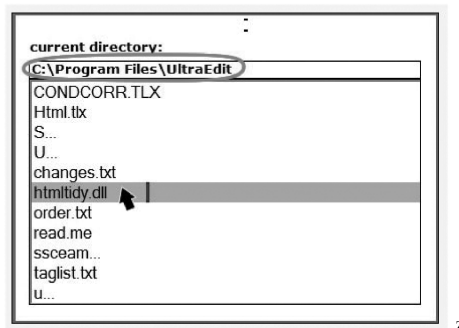 current directory:
C:\Program Files\UltraEdit
CONDCORR.TLX
Html.tlx
S...
U...
changes.txt
htmltidy.dll
order.txt
read.me
ssceam...
taglist.txt
u...